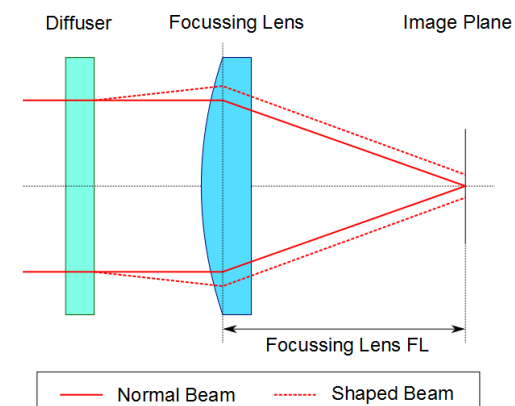 Diffuser
Focussing Lens
Image Plane
Focussing Lens FL
Normal Beam
Shaped Beam